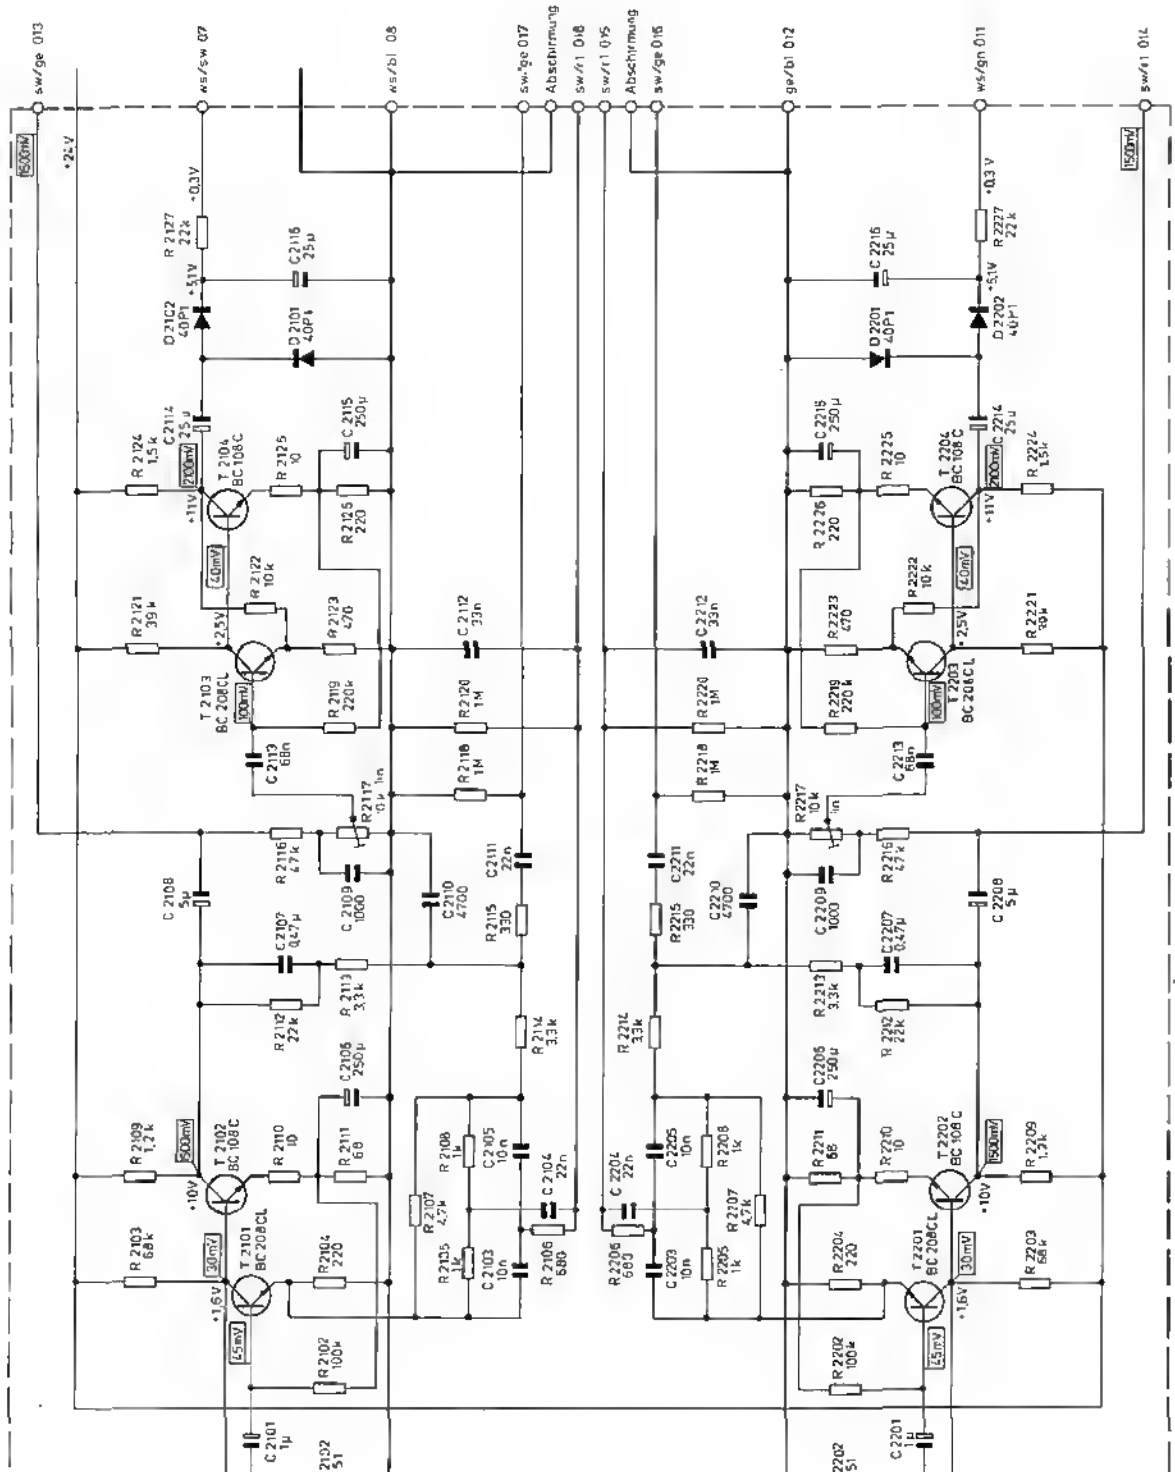 sw/ge 013
ws/sw 07
ws/bl 08
sw/ge 017
Abschirmung
sw/r1 018
sw/r1 015
Abschirmung
sw/ge 016
ge/bl 012
ws/gn 011
sw/r1 014
1500mV
+24V
+0,3V
+0,3V
1500mV
R 2127
22k
C 2116
25µ
C 2216
25µ
R 2227
22k
+5,1V
+5,1V
D 2102
40P1
D 2101
40P1
D 2201
40P1
D 2202
40P1
R 2124
1,5k
C 2114
25µ
2100mV
+11V
T 2104
BC 108C
R 2125
10
C 2115
250µ
220
C 2215
250µ
R 2225
10
R 2226
220
T 2204
BC 108C
2100mV
+11V
C 2214
25µ
R 2224
1,5k
40mV
R 2122
10k
R 2222
10k
40mV
R 2121
39k
+2,5V
R 2123
470
C 2112
33n
C 2212
33n
R 2223
470
+2,5V
R 2221
39k
T 2103
BC 208CL
100mV
R 2119
220k
R 2120
1M
R 2220
1M
R 2219
220k
100mV
T 2203
BC 208CL
C 2113
68n
R 2118
1M
R 2218
1M
C 2213
68n
R 2117
10k lin
R 2217
10k lin
R 2116
47k
C 2111
22n
C 2211
22n
R 2216
47k
C 2108
5µ
C 2109
1000
C 2110
4700
R 2115
330
R 2215
330
C 2210
4700
C 2209
1000
C 2208
5µ
C 2107
0,47µ
C 2207
0,47µ
R 2112
22k
R 2113
3,3k
R 2114
3,3k
R 2214
3,3k
R 2213
3,3k
R 2212
22k
C 2106
250µ
C 2206
250µ
R 2109
1,2k
1500mV
+10V
T 2102
BC 108C
R 2110
10
R 2111
68
R 2108
1k
C 2105
10n
C 2205
10n
R 2208
1k
R 2211
68
R 2210
10
T 2202
BC 108C
1500mV
+10V
R 2209
1,2k
R 2107
4,7k
C 2104
22n
C 2204
22n
R 2207
4,7k
R 2103
68k
30mV
+1,6V
T 2101
BC 208CL
R 2104
220
1k
C 2103
10n
R 2106
680
R 2206
680
C 2203
10n
R 2205
1k
R 2204
220
T 2201
BC 208CL
30mV
+1,6V
R 2203
68k
45mV
R 2102
100k
R 2202
100k
45mV
C 2101
1µ
2102
51
2202
51
C 2201
1µ